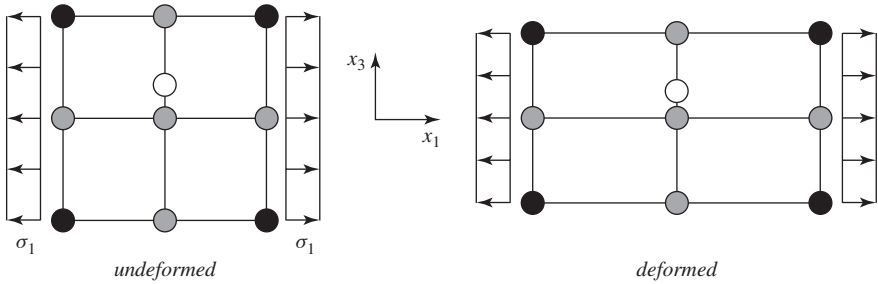 x3
x1
σ1
σ1
undeformed
deformed